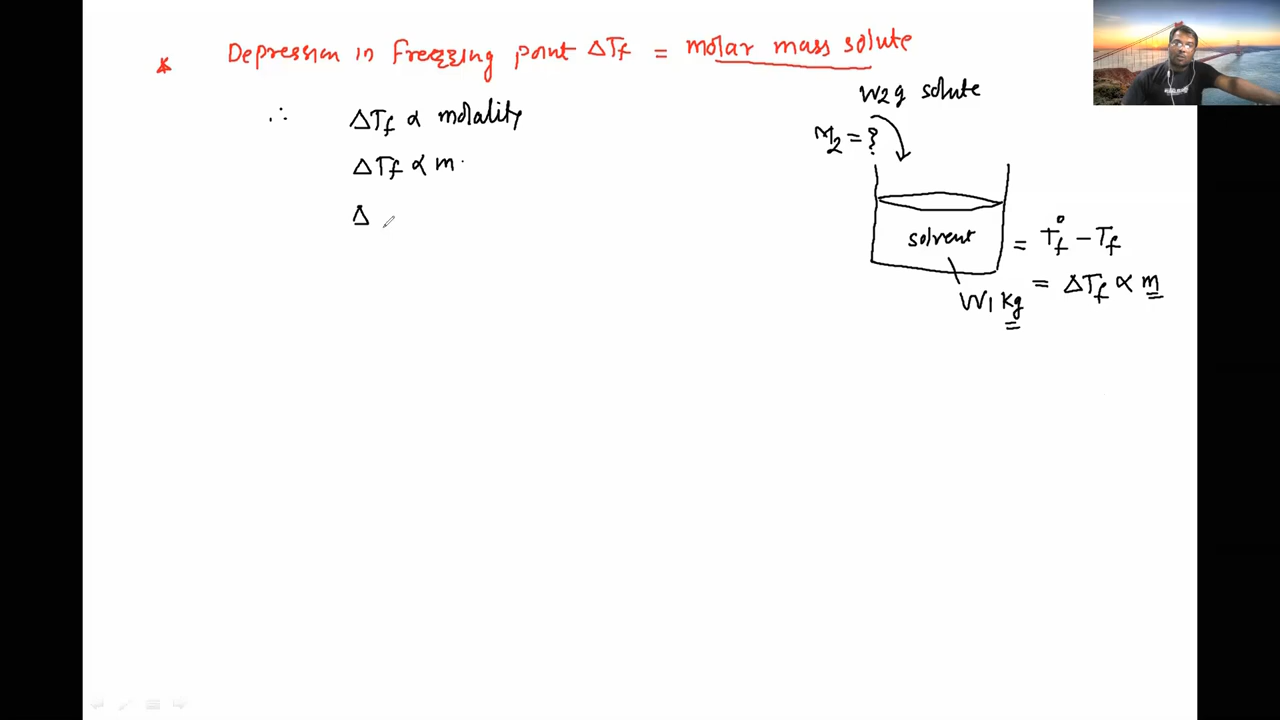 * Depression in freezing point ΔTf = molar mass solute
∴ ΔTf ∝ molality
ΔTf ∝ m.
Δ
W2 g solute
M2 = ?
solvent
= T°f − Tf
= ΔTf ∝ m
W1 Kg